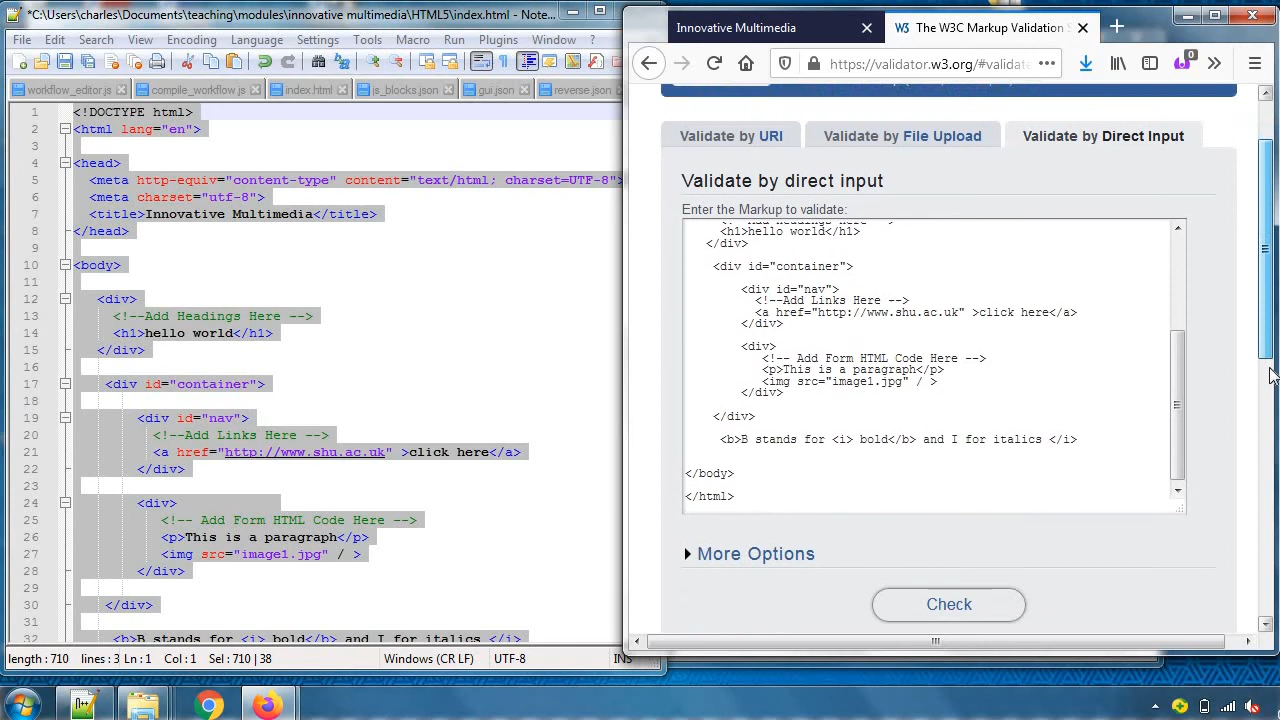 *C:\Users\charles\Documents\teaching\modules\innovative multimedia\HTML5\index.html - Note...
File Edit Search View Encoding Language Settings Tools Macro Run Plugins Window ?
workflow_editor.js compile_workflow.js index.html js_blocks.json gui.json reverse.json
1 <!DOCTYPE html>
2 <html lang="en">
3
4 <head>
5 <meta http-equiv="content-type" content="text/html; charset=UTF-8">
6 <meta charset="utf-8">
7 <title>Innovative Multimedia</title>
8 </head>
9
10 <body>
11
12 <div>
13 <!--Add Headings Here -->
14 <h1>hello world</h1>
15 </div>
16
17 <div id="container">
18
19 <div id="nav">
20 <!--Add Links Here -->
21 <a href="http://www.shu.ac.uk" >click here</a>
22 </div>
23
24 <div>
25 <!-- Add Form HTML Code Here -->
26 <p>This is a paragraph</p>
27 <img src="image1.jpg" / >
28 </div>
29
30 </div>
31
32 <b>B stands for <i> bold</b> and I for italics </i>
length: 710 lines: 3 Ln: 1 Col: 1 Sel: 710 | 38 Windows (CR LF) UTF-8 INS
Innovative Multimedia
The W3C Markup Validation S
https://validator.w3.org/#validate
0
Validate by URI
Validate by File Upload
Validate by Direct Input
Validate by direct input
Enter the Markup to validate:
<!--Add Headings Here -->
<h1>hello world</h1>
</div>
<div id="container">
<div id="nav">
<!--Add Links Here -->
<a href="http://www.shu.ac.uk" >click here</a>
</div>
<div>
<!-- Add Form HTML Code Here -->
<p>This is a paragraph</p>
<img src="image1.jpg" / >
</div>
</div>
<b>B stands for <i> bold</b> and I for italics </i>
</body>
</html>
More Options
Check